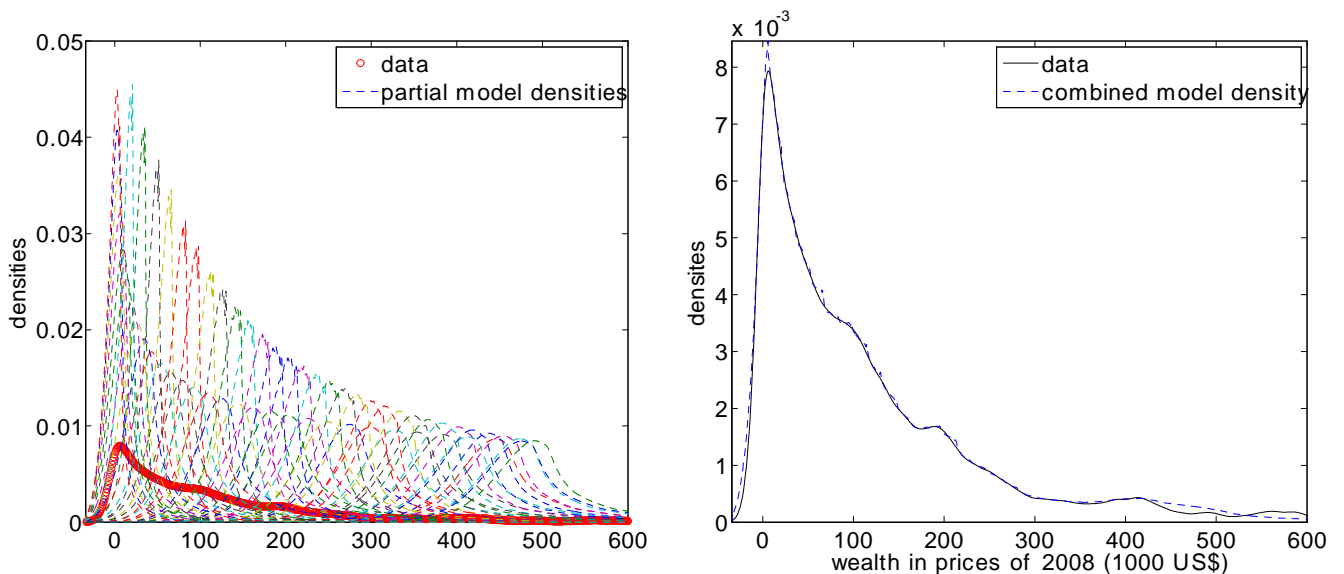 0.05
0.04
0.03
0.02
0.01
0
densities
0 100 200 300 400 500 600
data
partial model densities
x 10
-3
8
7
6
5
4
3
2
1
0
densites
0 100 200 300 400 500 600
wealth in prices of 2008 (1000 US$)
data
combined model density